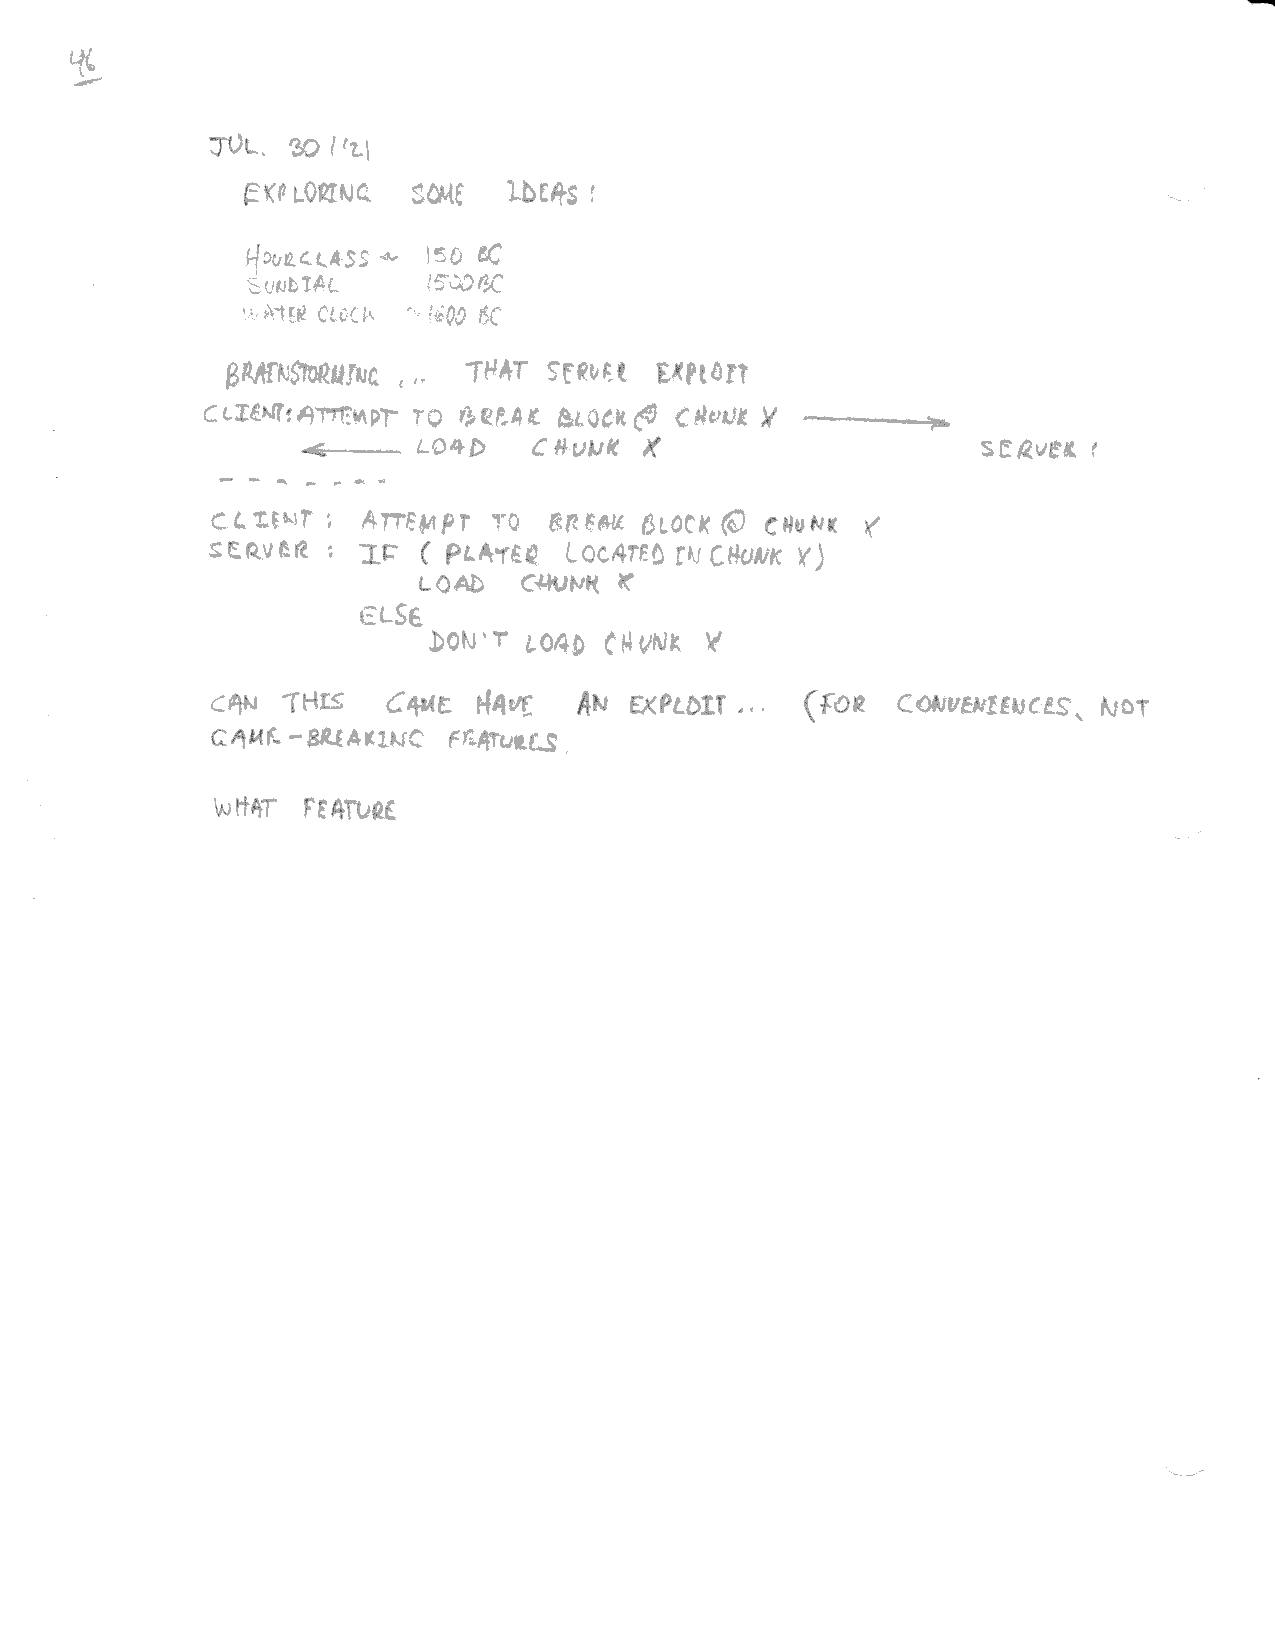 46
JUL. 30/'21
EXPLORING SOME IDEAS!
HOURGLASS ~ 150 BC
SUNDIAL 1500 BC
WATER CLOCK ~1600 BC
BRAINSTORMING ... THAT SERVER EXPLOIT
CLIENT: ATTEMPT TO BREAK BLOCK @ CHUNK X ⟶
⟵ LOAD CHUNK X SERVER!
- - - - - - -
CLIENT: ATTEMPT TO BREAK BLOCK @ CHUNK X
SERVER: IF (PLAYER LOCATED IN CHUNK X)
LOAD CHUNK X
ELSE
DON'T LOAD CHUNK X
CAN THIS GAME HAVE AN EXPLOIT... (FOR CONVENIENCES, NOT
GAME-BREAKING FEATURES.
WHAT FEATURE